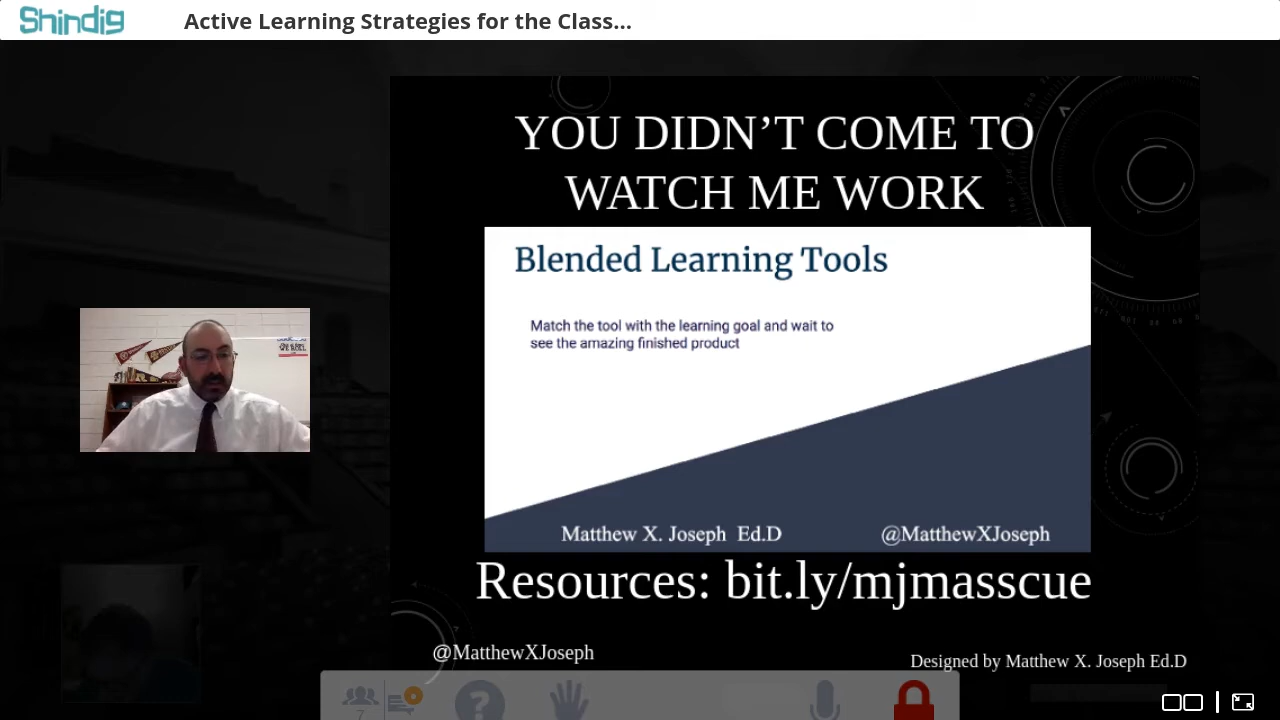 Shindig
Active Learning Strategies for the Class...
YOU DIDN’T COME TO
WATCH ME WORK
Blended Learning Tools
Match the tool with the learning goal and wait to
see the amazing finished product
Matthew X. Joseph Ed.D
@MatthewXJoseph
Resources: bit.ly/mjmasscue
@MatthewXJoseph
Designed by Matthew X. Joseph Ed.D
7